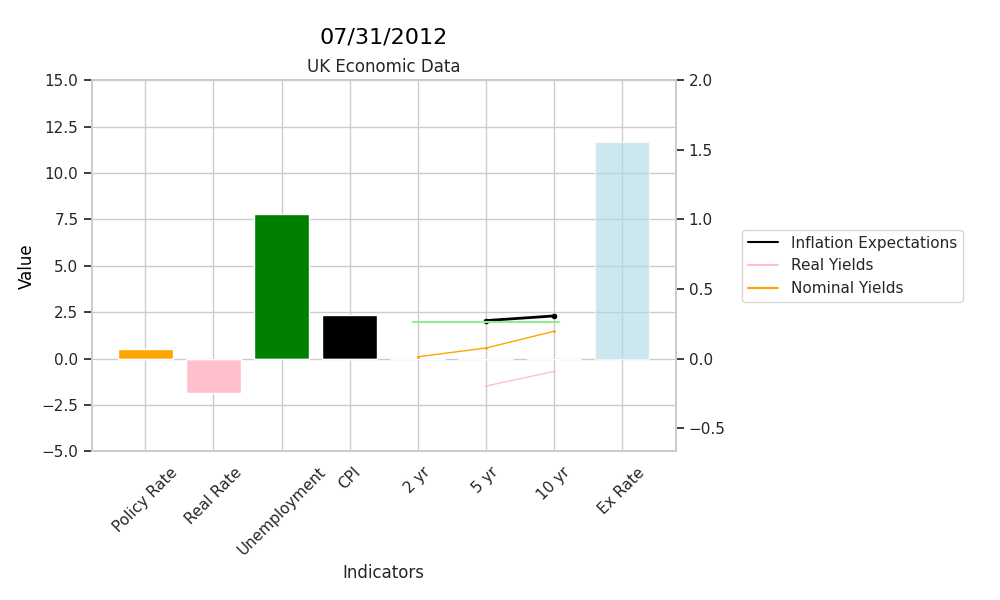 07/31/2012
UK Economic Data
15.0
12.5
10.0
7.5
5.0
2.5
0.0
−2.5
−5.0
Value
2.0
1.5
1.0
0.5
0.0
−0.5
Policy Rate
Real Rate
Unemployment
CPI
2 yr
5 yr
10 yr
Ex Rate
Indicators
Inflation Expectations
Real Yields
Nominal Yields